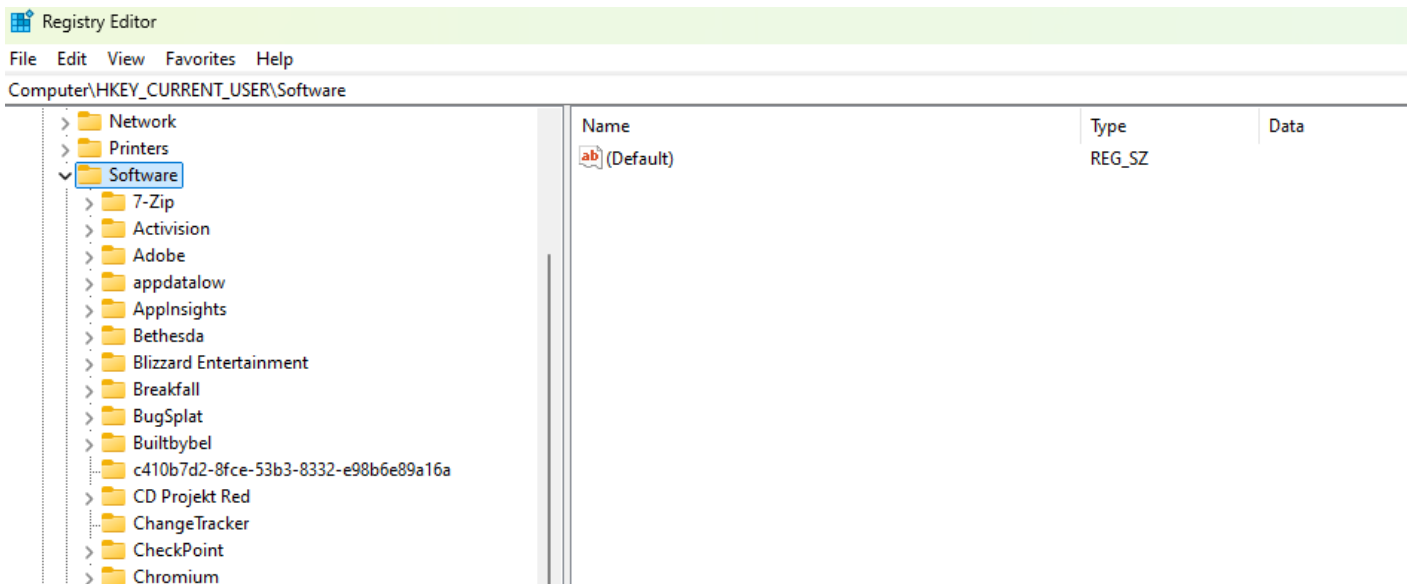 Registry Editor
File Edit View Favorites Help
Computer\HKEY_CURRENT_USER\Software
Network
Printers
Software
7-Zip
Activision
Adobe
appdatalow
AppInsights
Bethesda
Blizzard Entertainment
Breakfall
BugSplat
Builtbybel
c410b7d2-8fce-53b3-8332-e98b6e89a16a
CD Projekt Red
ChangeTracker
CheckPoint
Chromium
Name Type Data
ab (Default) REG_SZ